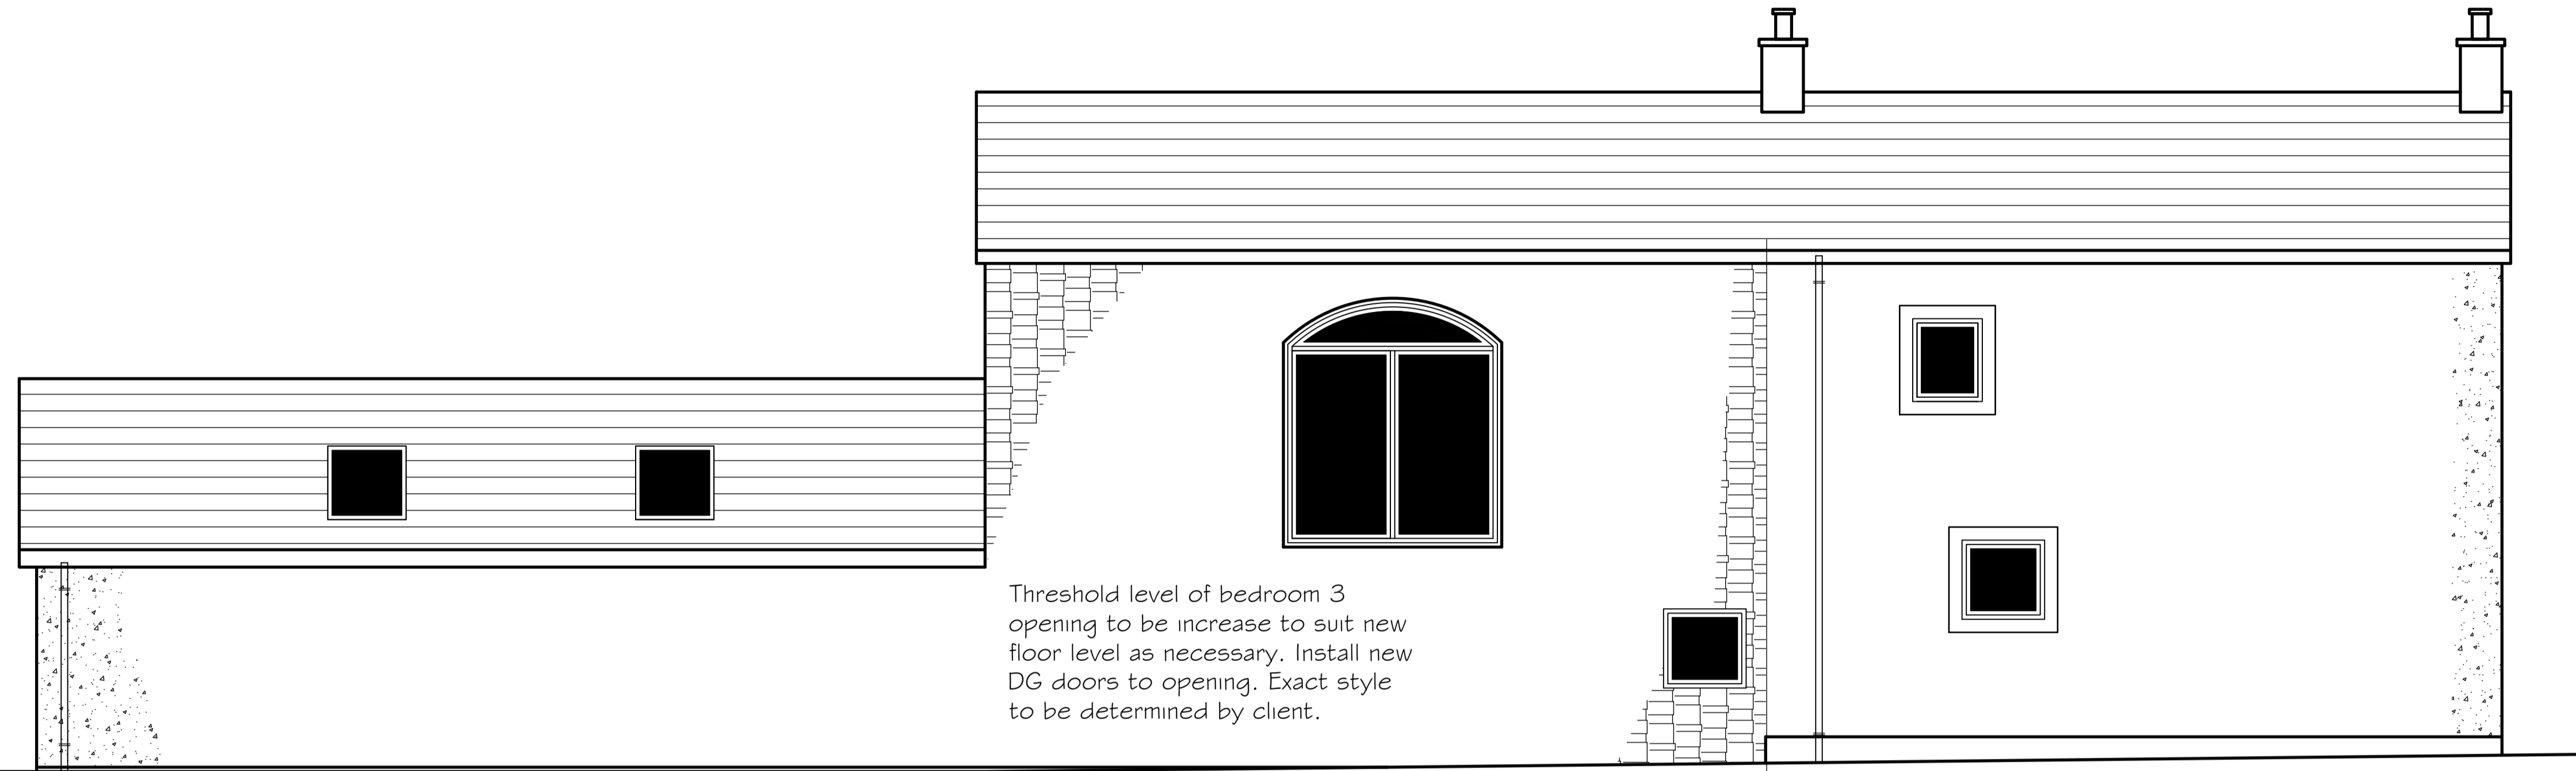 Threshold level of bedroom 3
opening to be increase to suit new
floor level as necessary. Install new
DG doors to opening. Exact style
to be determined by client.